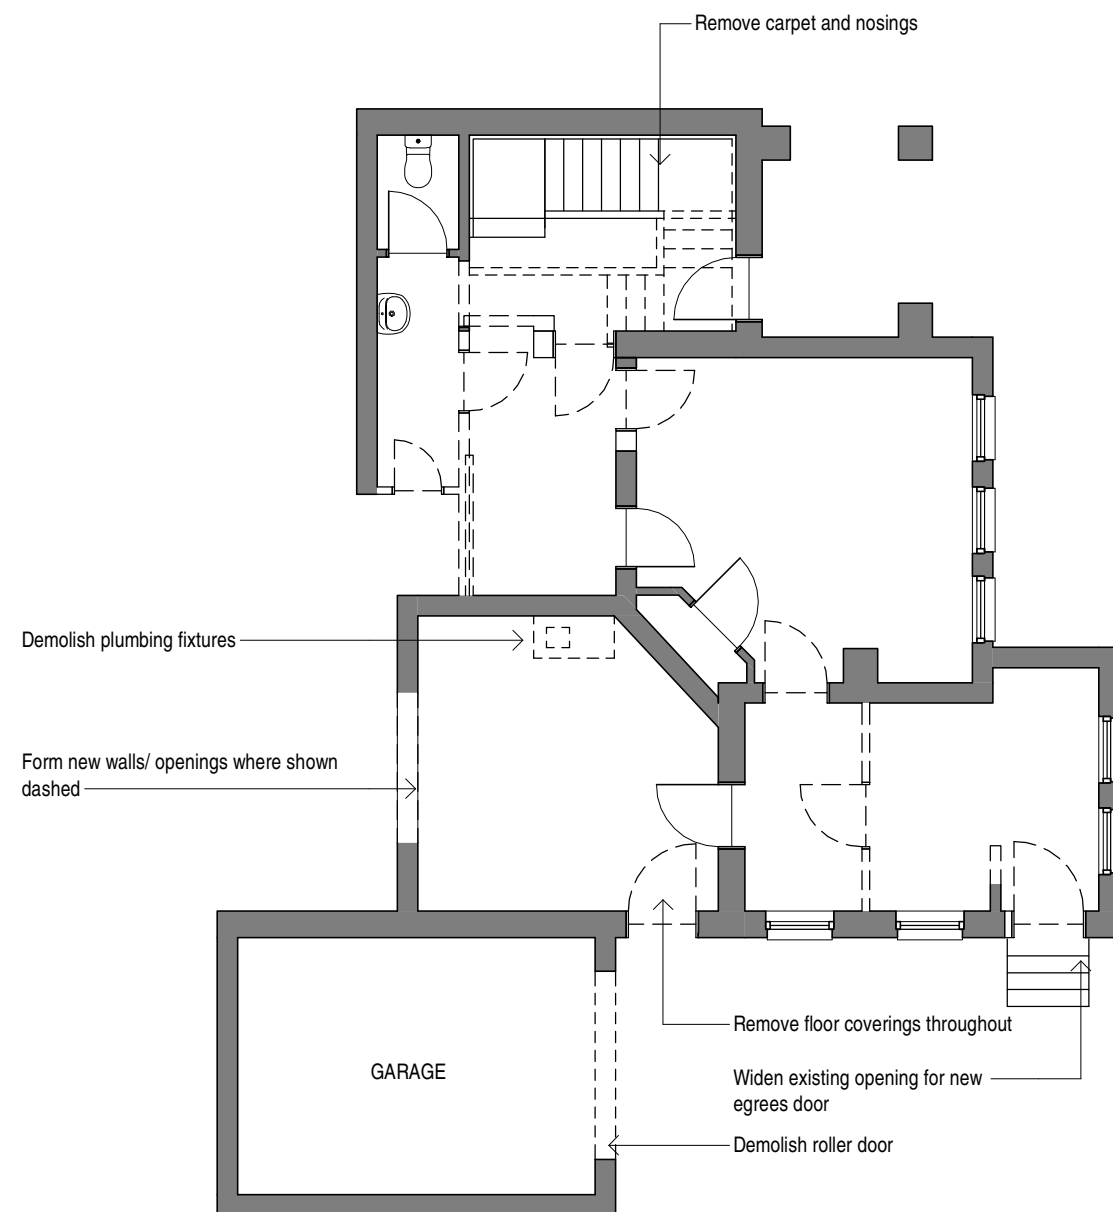 Remove carpet and nosings
Demolish plumbing fixtures
Form new walls/ openings where shown
dashed
Remove floor coverings throughout
GARAGE
Widen existing opening for new
egrees door
Demolish roller door